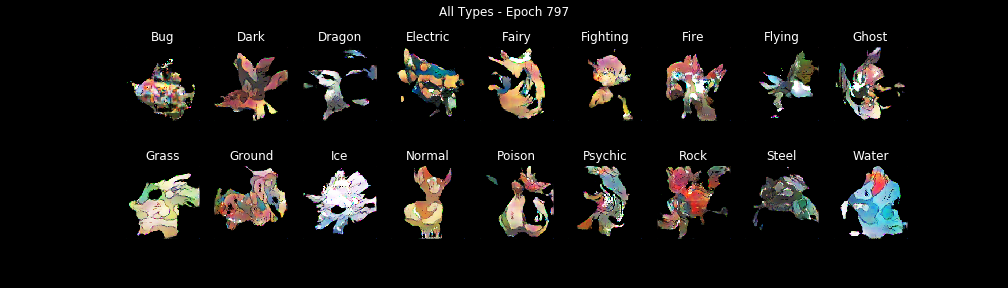 All Types - Epoch 797
Bug Dark Dragon Electric Fairy Fighting Fire Flying Ghost
Grass Ground Ice Normal Poison Psychic Rock Steel Water